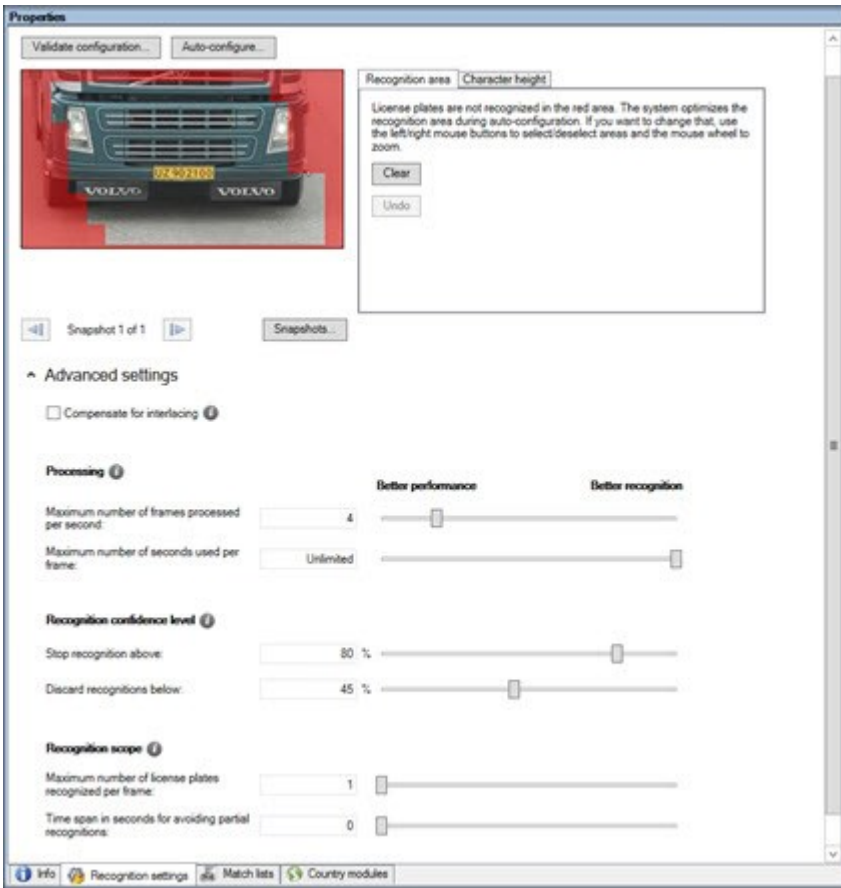 Properties
Validate configuration...
Auto-configure...
Recognition area
Character height
License plates are not recognized in the red area. The system optimizes the
recognition area during auto-configuration. If you want to change that, use
the left/right mouse buttons to select/deselect areas and the mouse wheel to
zoom.
Clear
Undo
UZ 902100
VOLVO
VOLVO
Snapshot 1 of 1
Snapshots...
Advanced settings
Compensate for interlacing
Processing
Better performance
Better recognition
Maximum number of frames processed
per second:
4
Maximum number of seconds used per
frame:
Unlimited
Recognition confidence level
Stop recognition above:
80 %
Discard recognitions below:
45 %
Recognition scope
Maximum number of license plates
recognized per frame:
1
Time span in seconds for avoiding partial
recognitions:
0
Info
Recognition settings
Match lists
Country modules